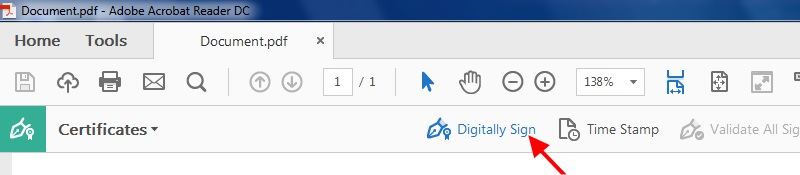 Document.pdf - Adobe Acrobat Reader DC
Home Tools Document.pdf ×
1 / 1 138%
Certificates Digitally Sign Time Stamp Validate All Sig